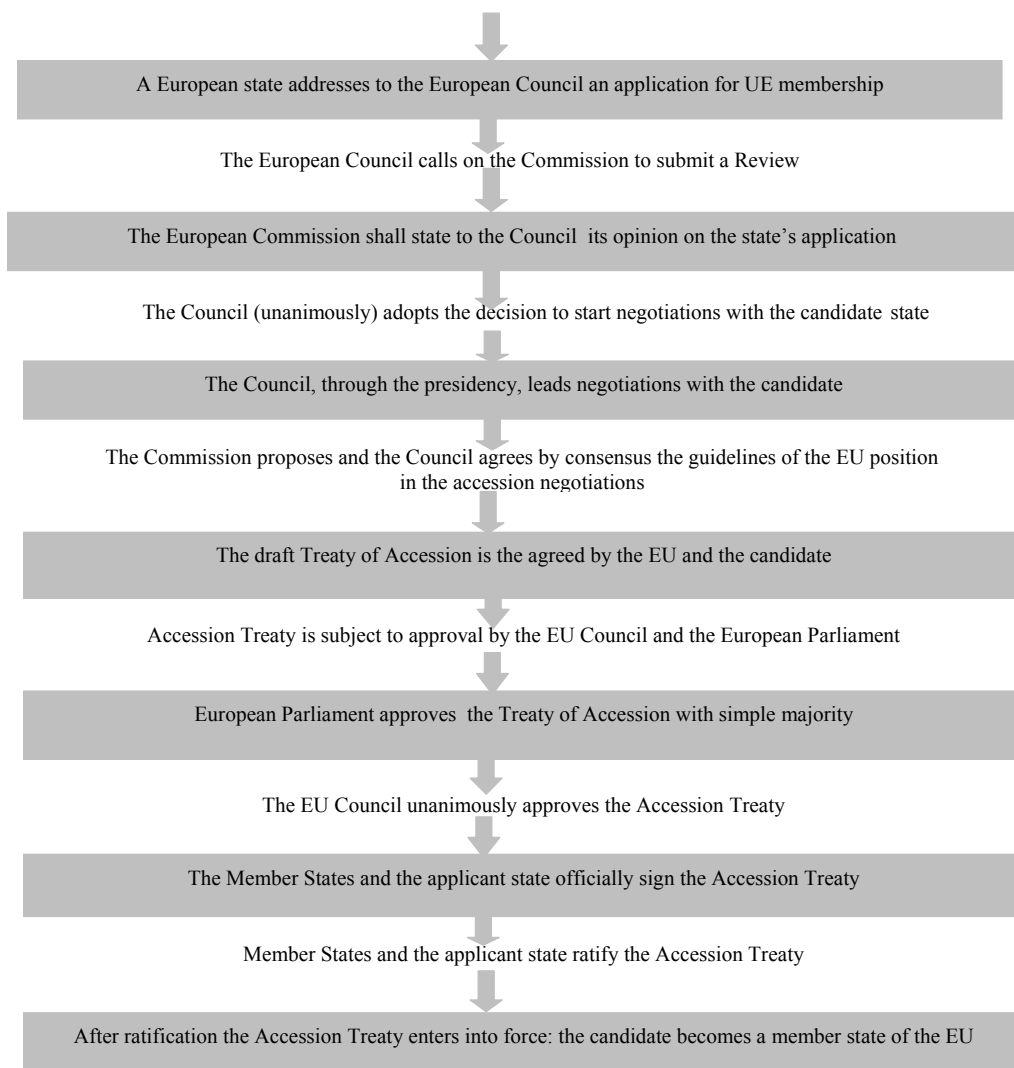 A European state addresses to the European Council an application for UE membership
The European Council calls on the Commission to submit a Review
The European Commission shall state to the Council its opinion on the state’s application
The Council (unanimously) adopts the decision to start negotiations with the candidate state
The Council, through the presidency, leads negotiations with the candidate
The Commission proposes and the Council agrees by consensus the guidelines of the EU position
in the accession negotiations
The draft Treaty of Accession is the agreed by the EU and the candidate
Accession Treaty is subject to approval by the EU Council and the European Parliament
European Parliament approves the Treaty of Accession with simple majority
The EU Council unanimously approves the Accession Treaty
The Member States and the applicant state officially sign the Accession Treaty
Member States and the applicant state ratify the Accession Treaty
After ratification the Accession Treaty enters into force: the candidate becomes a member state of the EU